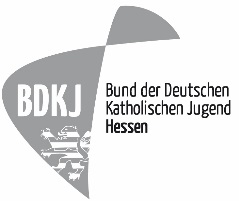 BDKJ
Bund der Deutschen
Katholischen Jugend
Hessen